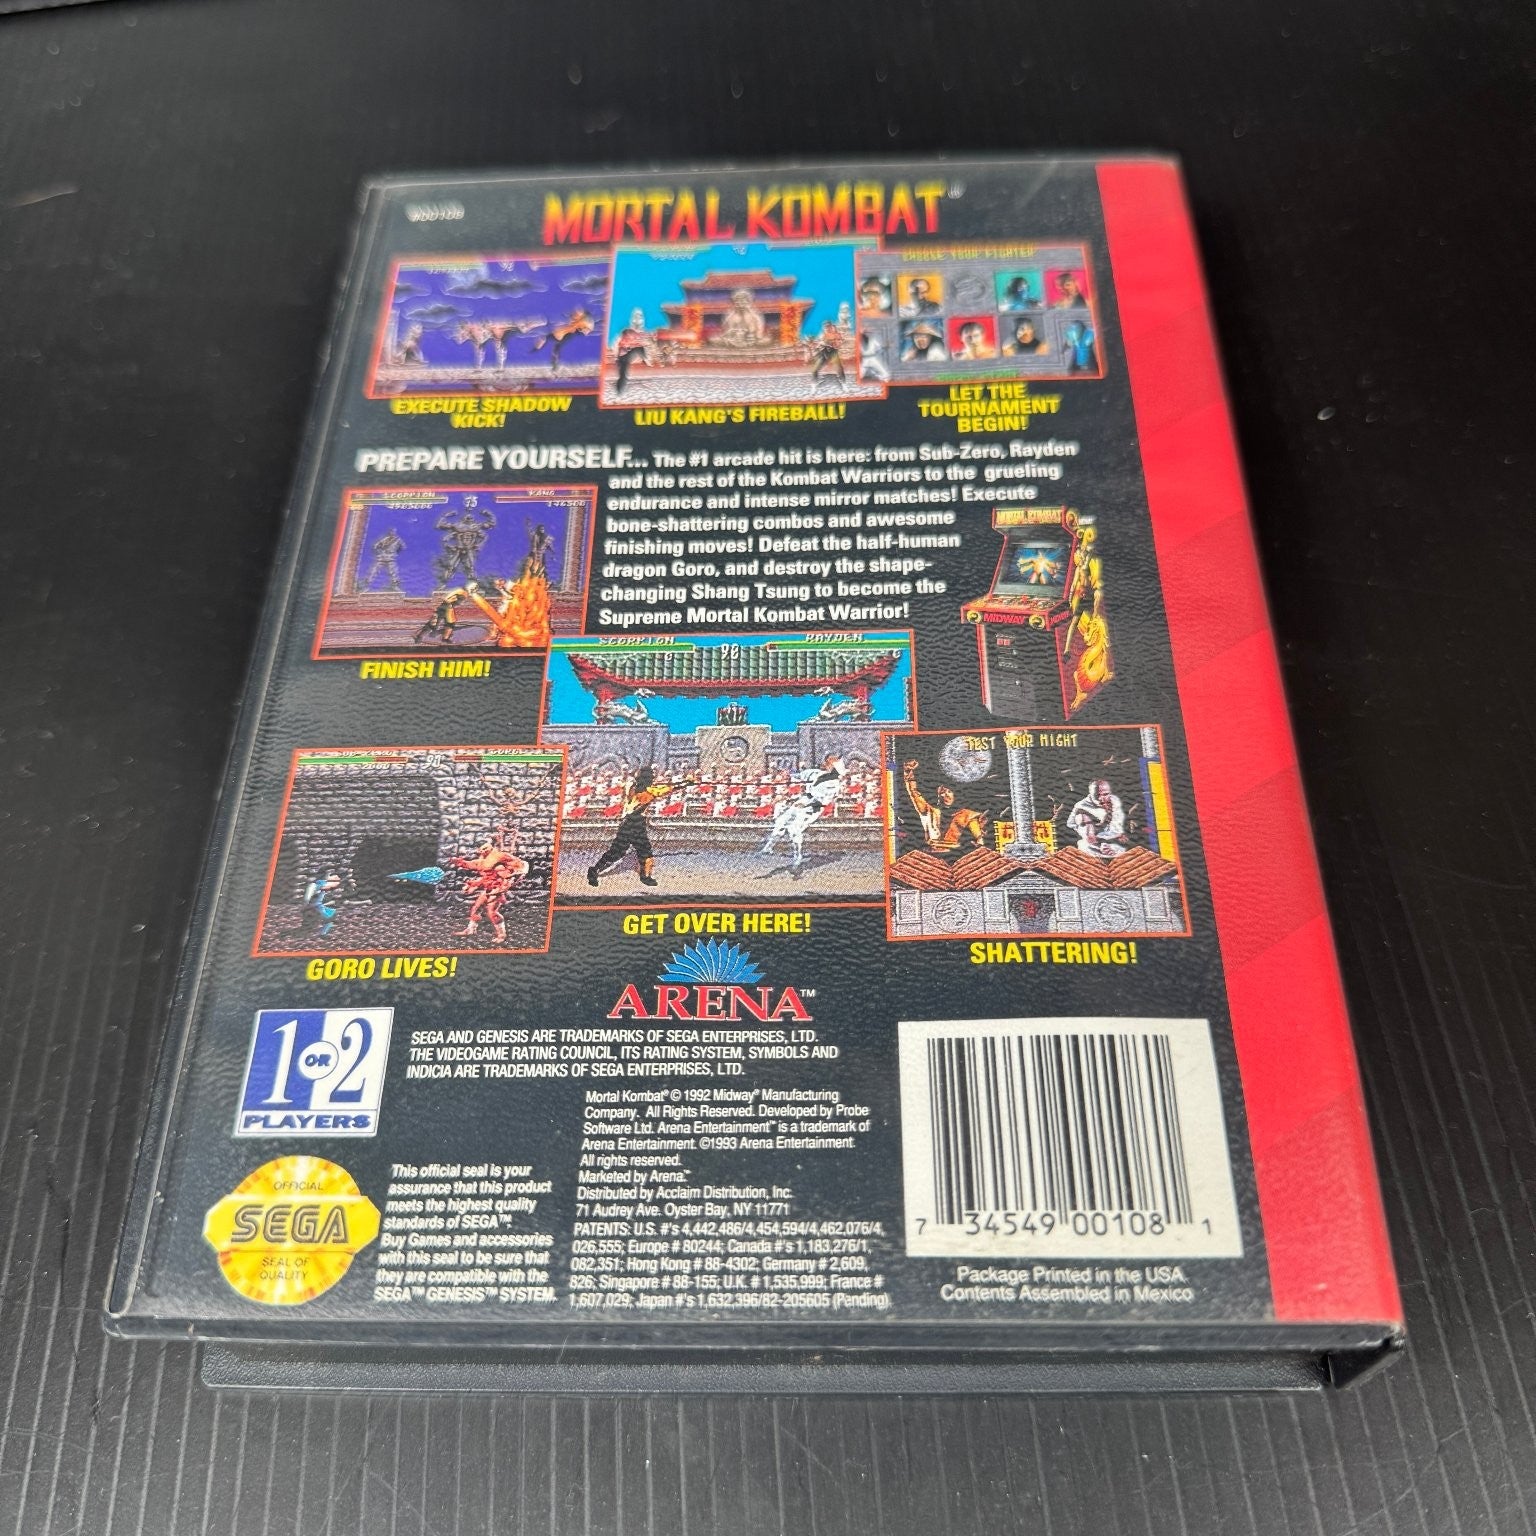 MORTAL KOMBAT®
CHOOSE YOUR FIGHTER
EXECUTE SHADOW
KICK!
LIU KANG'S FIREBALL!
LET THE
TOURNAMENT
BEGIN!
PREPARE YOURSELF... The #1 arcade hit is here: from Sub-Zero, Rayden
and the rest of the Kombat Warriors to the grueling
endurance and intense mirror matches! Execute
bone-shattering combos and awesome
finishing moves! Defeat the half-human
dragon Goro, and destroy the shape-
changing Shang Tsung to become the
Supreme Mortal Kombat Warrior!
SCORPION 75 KANO
MORTAL KOMBAT
MIDWAY
FINISH HIM!
SCORPION 90 RAYDEN
TEST YOUR MIGHT
GET OVER HERE!
SHATTERING!
GORO LIVES!
ARENA™
1 OR 2
PLAYERS
SEGA AND GENESIS ARE TRADEMARKS OF SEGA ENTERPRISES, LTD.
THE VIDEOGAME RATING COUNCIL, ITS RATING SYSTEM, SYMBOLS AND
INDICIA ARE TRADEMARKS OF SEGA ENTERPRISES, LTD.
Mortal Kombat® © 1992 Midway® Manufacturing
Company. All Rights Reserved. Developed by Probe
Software Ltd. Arena Entertainment™ is a trademark of
Arena Entertainment. ©1993 Arena Entertainment.
All rights reserved.
Marketed by Arena.™
Distributed by Acclaim Distribution, Inc.
71 Audrey Ave. Oyster Bay, NY 11771
PATENTS: U.S. #'s 4,442,486/4,454,594/4,462,076/4,
026,555; Europe # 80244; Canada #'s 1,183,276/1,
082,351; Hong Kong # 88-4302; Germany # 2,609,
826; Singapore # 88-155; U.K. # 1,535,999; France #
1,607,029; Japan #'s 1,632,396/82-205605 (Pending)
OFFICIAL
SEGA
SEAL OF
QUALITY
This official seal is your
assurance that this product
meets the highest quality
standards of SEGA™.
Buy Games and accessories
with this seal to be sure that
they are compatible with the
SEGA™ GENESIS™ SYSTEM.
7 34549 00108 1
Package Printed in the USA.
Contents Assembled in Mexico